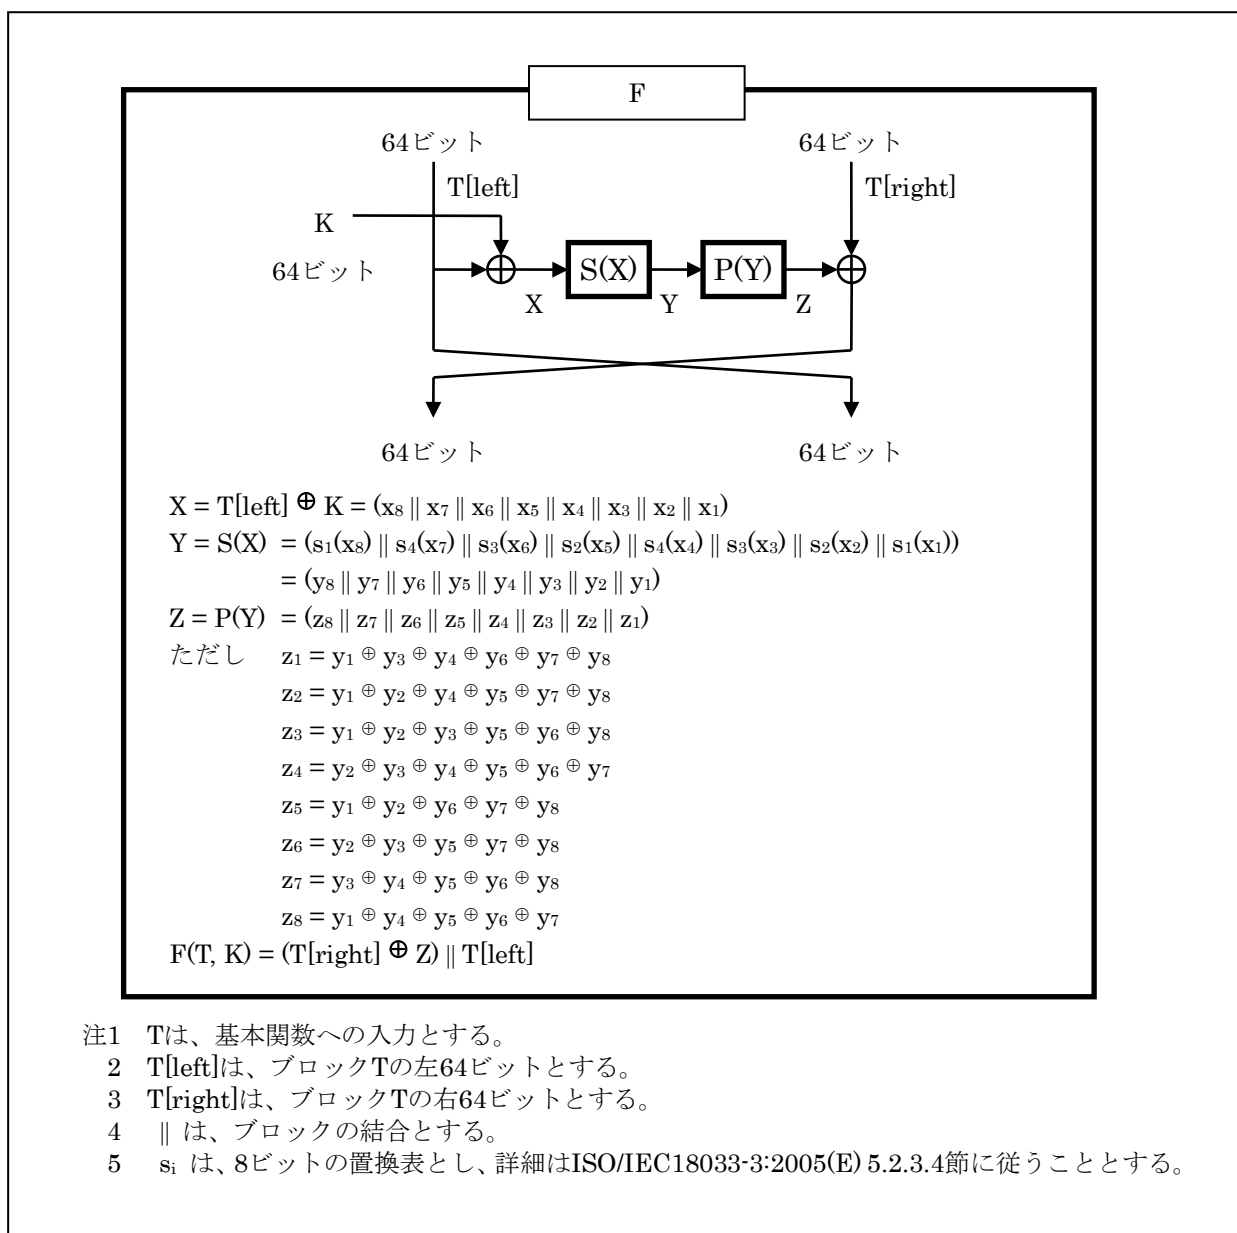 F
64ビット 64ビット
T[left] T[right]
K
64ビット
S(X) P(Y)
X Y Z
64ビット 64ビット
X = T[left] ⊕ K = (x₈ || x₇ || x₆ || x₅ || x₄ || x₃ || x₂ || x₁)
Y = S(X) = (s₁(x₈) || s₄(x₇) || s₃(x₆) || s₂(x₅) || s₄(x₄) || s₃(x₃) || s₂(x₂) || s₁(x₁))
= (y₈ || y₇ || y₆ || y₅ || y₄ || y₃ || y₂ || y₁)
Z = P(Y) = (z₈ || z₇ || z₆ || z₅ || z₄ || z₃ || z₂ || z₁)
ただし z₁ = y₁ ⊕ y₃ ⊕ y₄ ⊕ y₆ ⊕ y₇ ⊕ y₈
z₂ = y₁ ⊕ y₂ ⊕ y₄ ⊕ y₅ ⊕ y₇ ⊕ y₈
z₃ = y₁ ⊕ y₂ ⊕ y₃ ⊕ y₅ ⊕ y₆ ⊕ y₈
z₄ = y₂ ⊕ y₃ ⊕ y₄ ⊕ y₅ ⊕ y₆ ⊕ y₇
z₅ = y₁ ⊕ y₂ ⊕ y₆ ⊕ y₇ ⊕ y₈
z₆ = y₂ ⊕ y₃ ⊕ y₅ ⊕ y₇ ⊕ y₈
z₇ = y₃ ⊕ y₄ ⊕ y₅ ⊕ y₆ ⊕ y₈
z₈ = y₁ ⊕ y₄ ⊕ y₅ ⊕ y₆ ⊕ y₇
F(T, K) = (T[right] ⊕ Z) || T[left]
注1 Tは、基本関数への入力とする。
2 T[left]は、ブロックTの左64ビットとする。
3 T[right]は、ブロックTの右64ビットとする。
4 || は、ブロックの結合とする。
5 sᵢ は、8ビットの置換表とし、詳細はISO/IEC18033-3:2005(E) 5.2.3.4節に従うこととする。